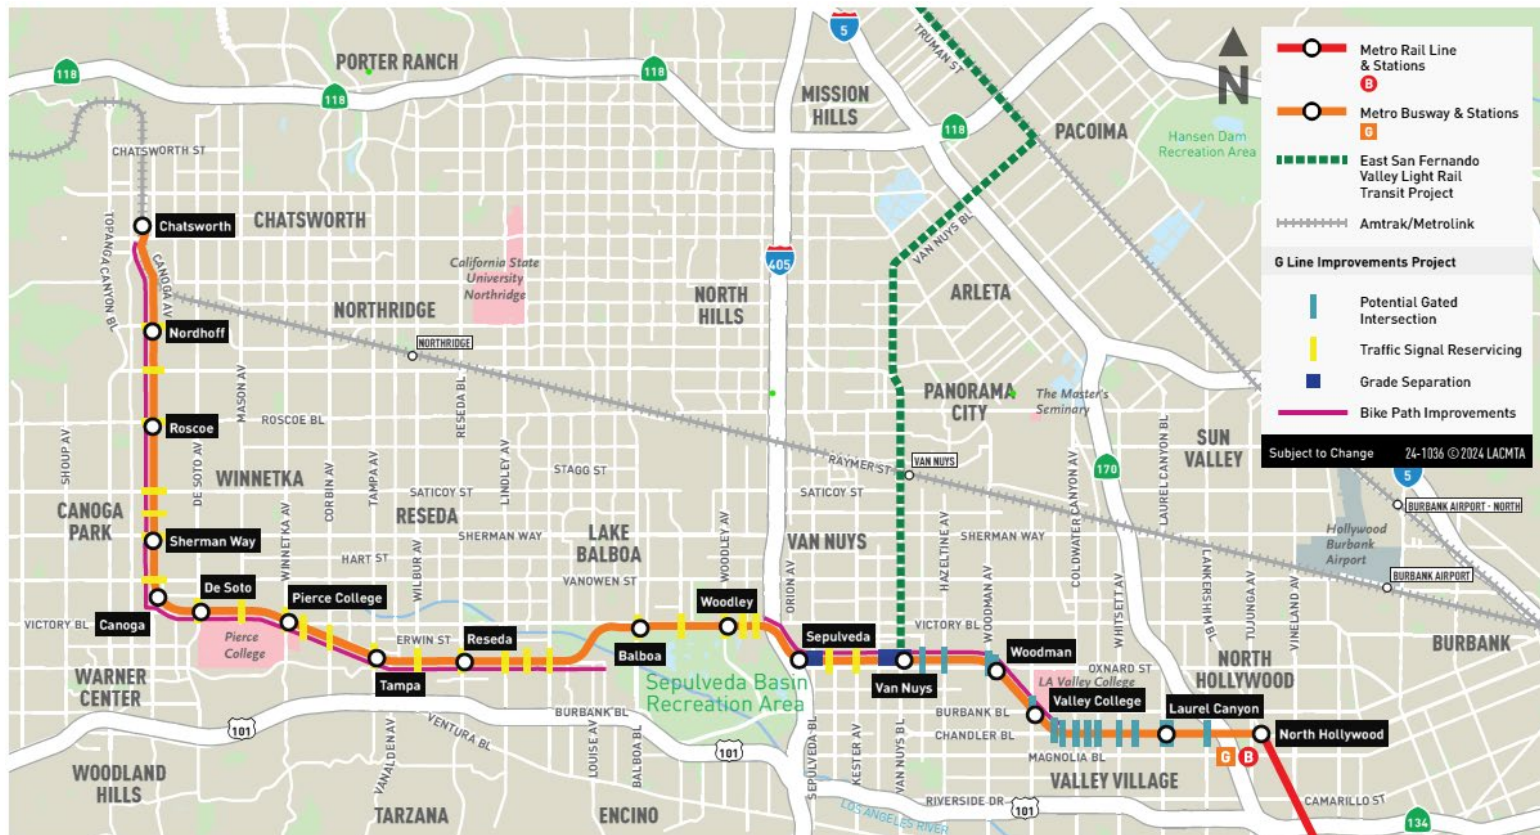 118
PORTER RANCH
118
118
5
TRUMAN ST
MISSION
HILLS
118
PACOIMA
Hansen Dam
Recreation Area
N
Metro Rail Line
& Stations
B
Metro Busway & Stations
G
East San Fernando
Valley Light Rail
Transit Project
Amtrak/Metrolink
G Line Improvements Project
Potential Gated
Intersection
Traffic Signal Reservicing
Grade Separation
Bike Path Improvements
Subject to Change
24-1036 © 2024 LACMTA
CHATSWORTH ST
CHATSWORTH
Chatsworth
TOPANGA CANYON BL
CANOGA AV
California State
University
Northridge
405
VAN NUYS BL
NORTHRIDGE
NORTH
HILLS
ARLETA
Nordhoff
NORTHRIDGE
MASON AV
RESEDA BL
PANORAMA
CITY
The Master's
Seminary
ROSCOE BL
Roscoe
SHOUP AV
DE SOTO AV
WINNETKA
CORBIN AV
TAMPA AV
LINDLEY AV
STAGG ST
RAYMER ST
VAN NUYS
COLDWATER CANYON AV
170
LAUREL CANYON BL
SUN
VALLEY
5
SATICOY ST
SATICOY ST
CANOGA
PARK
WINNETKA AV
RESEDA
LAKE
BALBOA
WOODLEY AV
VAN NUYS
HAZELTINE AV
BURBANK AIRPORT - NORTH
Sherman Way
SHERMAN WAY
SHERMAN WAY
Hollywood
Burbank
Airport
HART ST
WILBUR AV
VANOWEN ST
ORION AV
WOODMAN AV
WHITSETT AV
LANKERSHIM BL
TUJUNGA AV
VINELAND AV
BURBANK AIRPORT
De Soto
Pierce College
Woodley
VICTORY BL
Canoga
Pierce
College
ERWIN ST
Reseda
Balboa
Sepulveda
VICTORY BL
Woodman
BURBANK
WARNER
CENTER
Tampa
Sepulveda Basin
Recreation Area
Van Nuys
OXNARD ST
LA Valley College
NORTH
HOLLYWOOD
101
VENTURA BL
BURBANK BL
101
BURBANK BL
Valley College
Laurel Canyon
CHANDLER BL
North Hollywood
WOODLAND
HILLS
VANALDEN AV
LOUISE AV
BALBOA BL
SEPULVEDA BL
KESTER AV
VAN NUYS BL
MAGNOLIA BL
G
B
VALLEY VILLAGE
TARZANA
ENCINO
LOS ANGELES RIVER
RIVERSIDE DR
101
CAMARILLO ST
134